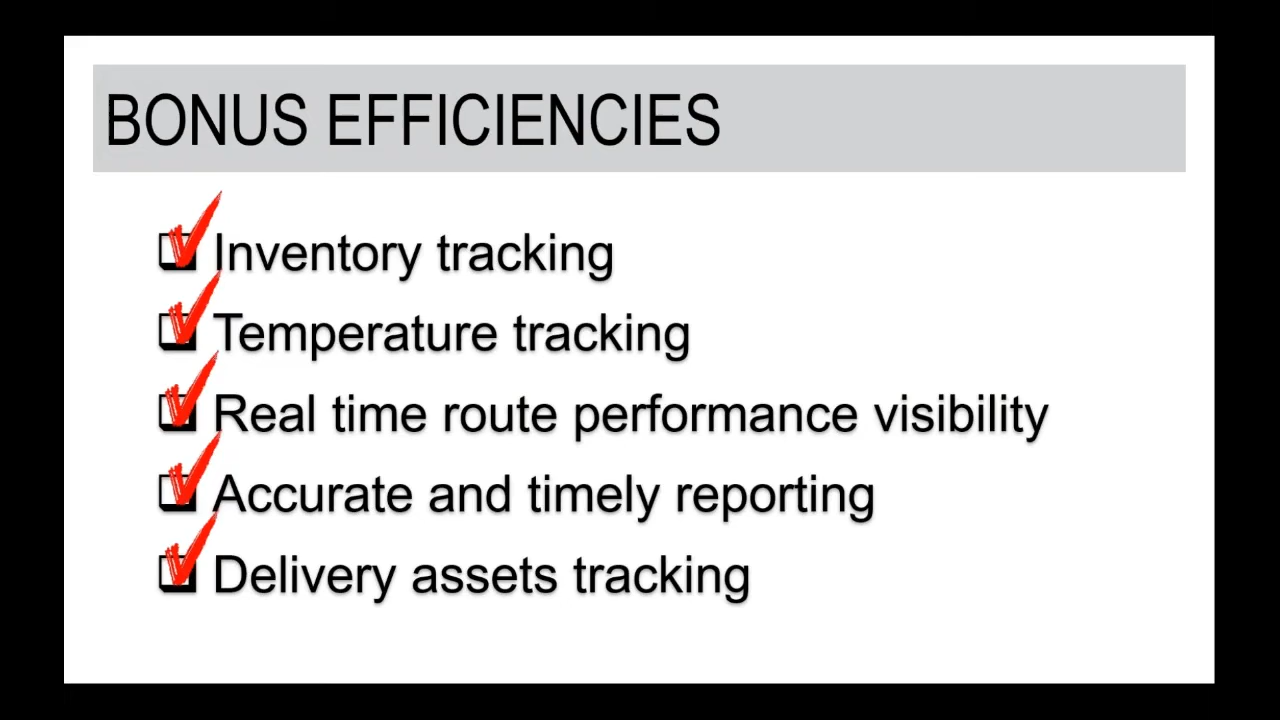 BONUS EFFICIENCIES
Inventory tracking
Temperature tracking
Real time route performance visibility
Accurate and timely reporting
Delivery assets tracking